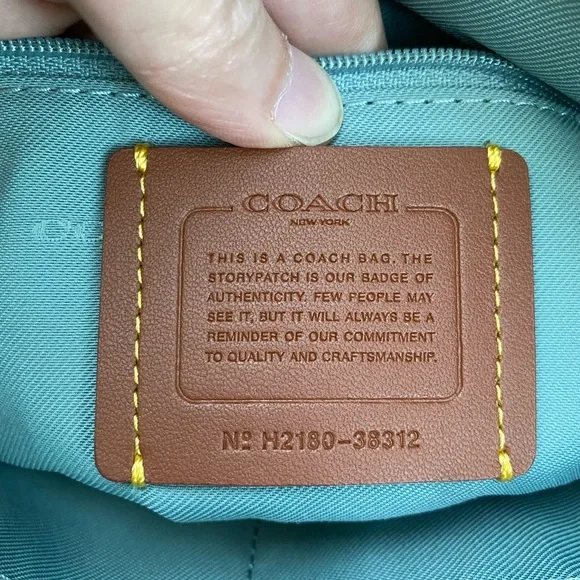 COACH
NEW YORK
THIS IS A COACH BAG. THE
STORYPATCH IS OUR BADGE OF
AUTHENTICITY. FEW PEOPLE MAY
SEE IT, BUT IT WILL ALWAYS BE A
REMINDER OF OUR COMMITMENT
TO QUALITY AND CRAFTSMANSHIP.
Nº H2180-38312